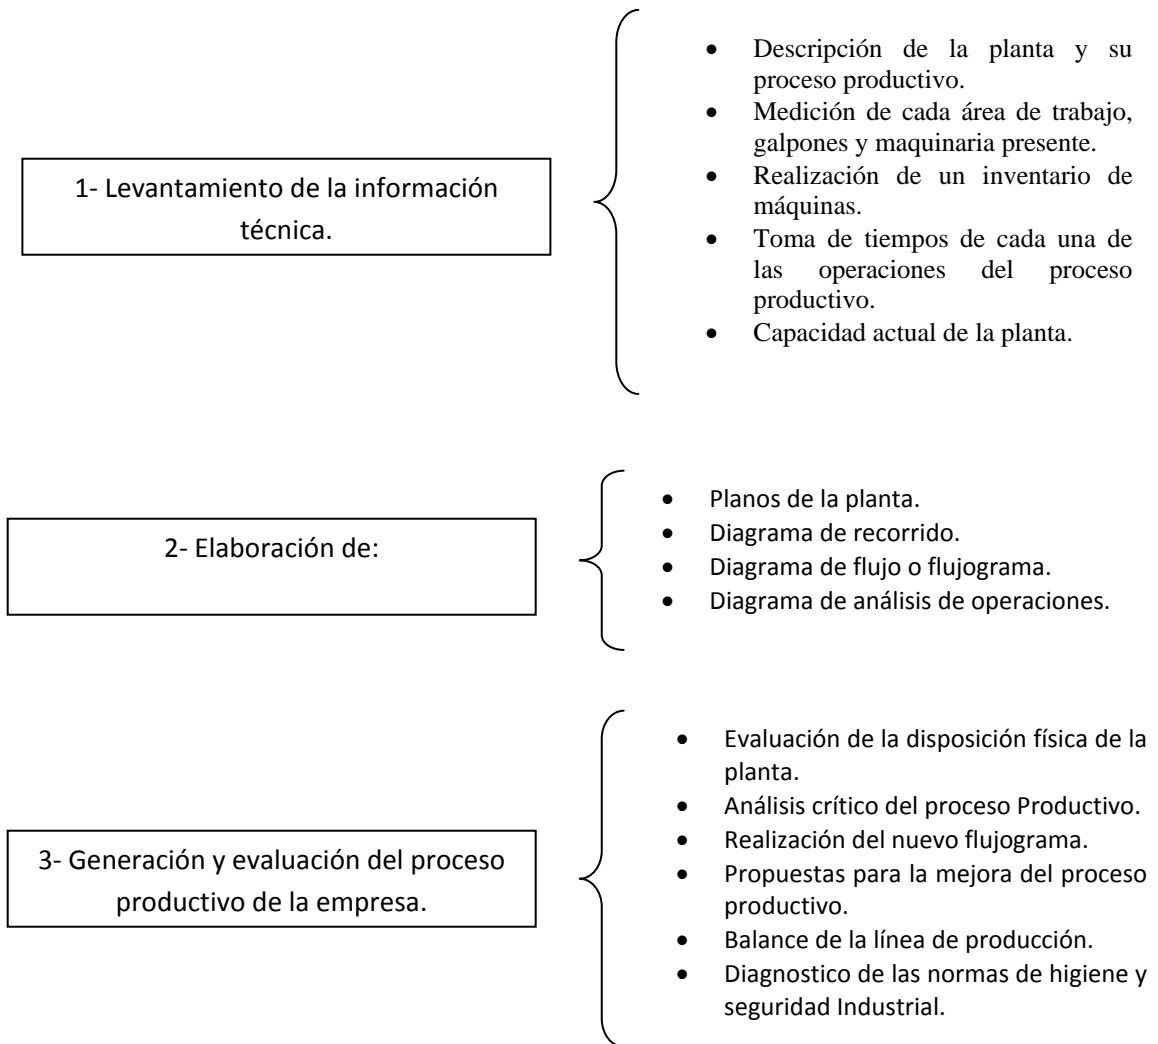 1- Levantamiento de la información
técnica.
• Descripción de la planta y su
proceso productivo.
• Medición de cada área de trabajo,
galpones y maquinaria presente.
• Realización de un inventario de
máquinas.
• Toma de tiempos de cada una de
las operaciones del proceso
productivo.
• Capacidad actual de la planta.
2- Elaboración de:
• Planos de la planta.
• Diagrama de recorrido.
• Diagrama de flujo o flujograma.
• Diagrama de análisis de operaciones.
3- Generación y evaluación del proceso
productivo de la empresa.
• Evaluación de la disposición física de la
planta.
• Análisis crítico del proceso Productivo.
• Realización del nuevo flujograma.
• Propuestas para la mejora del proceso
productivo.
• Balance de la línea de producción.
• Diagnostico de las normas de higiene y
seguridad Industrial.